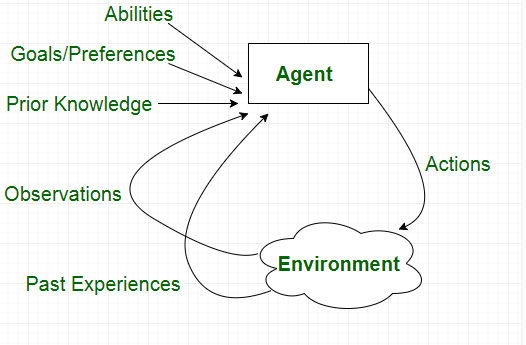 Abilities
Goals/Preferences
Agent
Prior Knowledge
Actions
Observations
Environment
Past Experiences